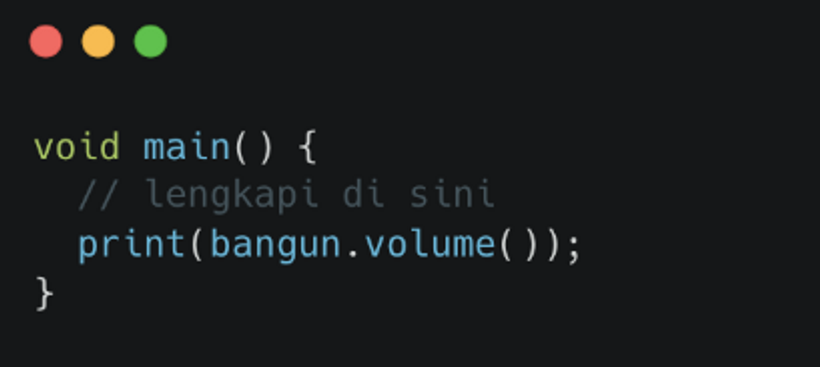 void main() {
  // lengkapi di sini
  print(bangun.volume());
}